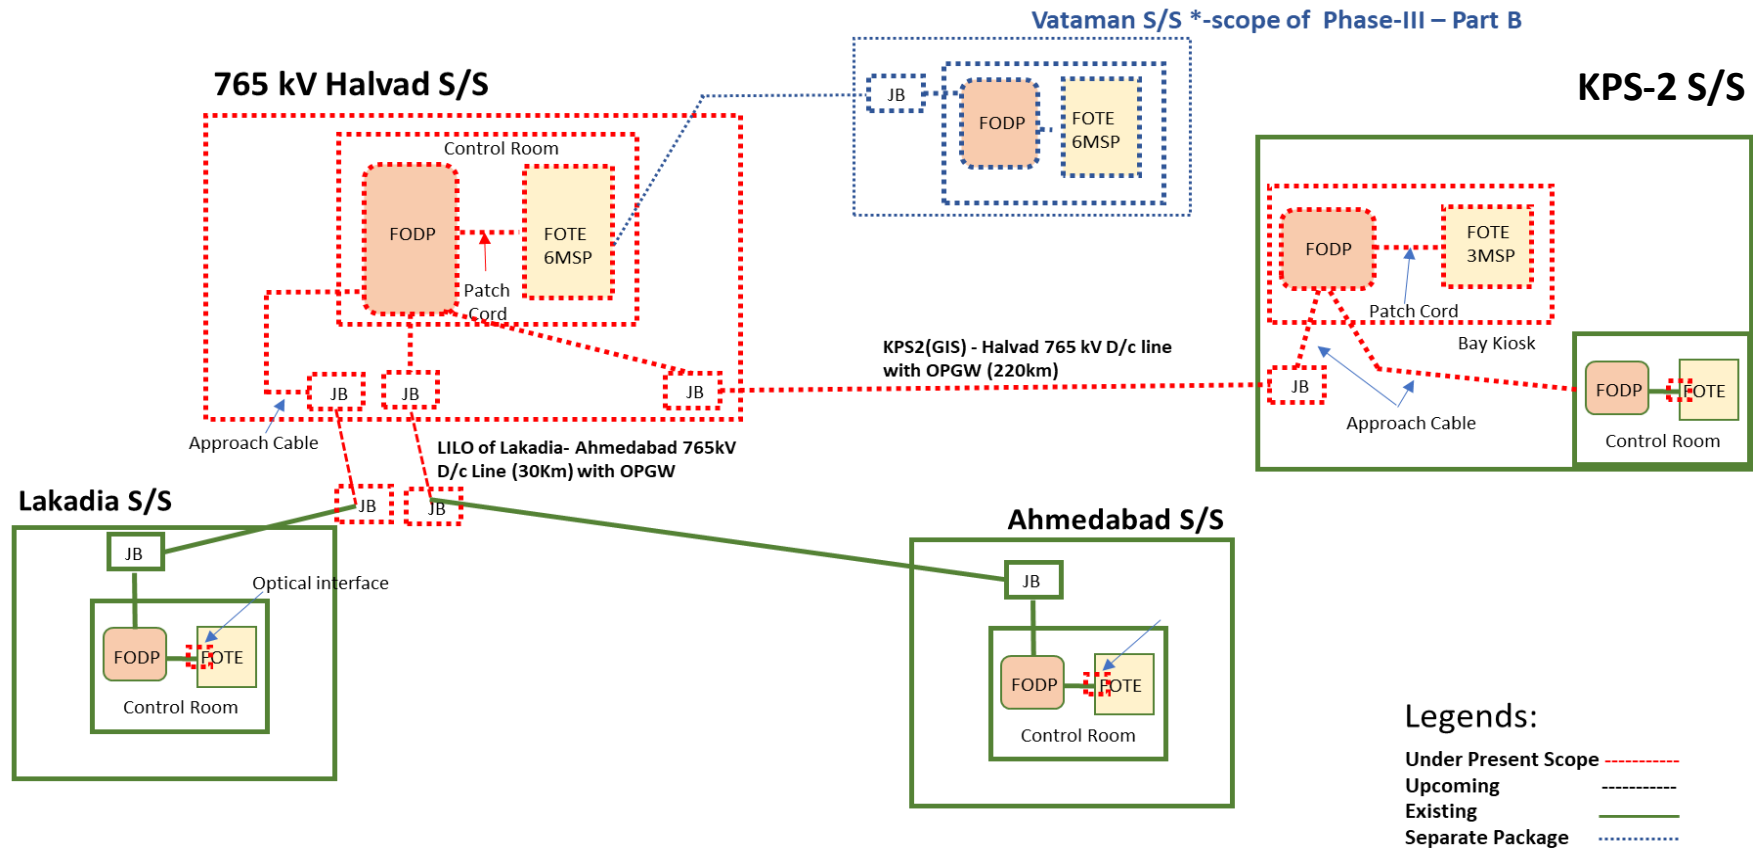 Vataman S/S *-scope of  Phase-III – Part B
765 kV Halvad S/S
KPS-2 S/S
JB
FODP
FOTE
6MSP
Control Room
FODP
FOTE
6MSP
Patch
Cord
JB
JB
JB
Approach Cable
KPS2(GIS) - Halvad 765 kV D/c line
with OPGW (220km)
FODP
FOTE
3MSP
Patch Cord
Bay Kiosk
JB
Approach Cable
FODP
FOTE
Control Room
LILO of Lakadia- Ahmedabad 765kV
D/c Line (30Km) with OPGW
JB
JB
Lakadia S/S
JB
Optical interface
FODP
FOTE
Control Room
Ahmedabad S/S
JB
FODP
FOTE
Control Room
Legends:
Under Present Scope
Upcoming
Existing
Separate Package